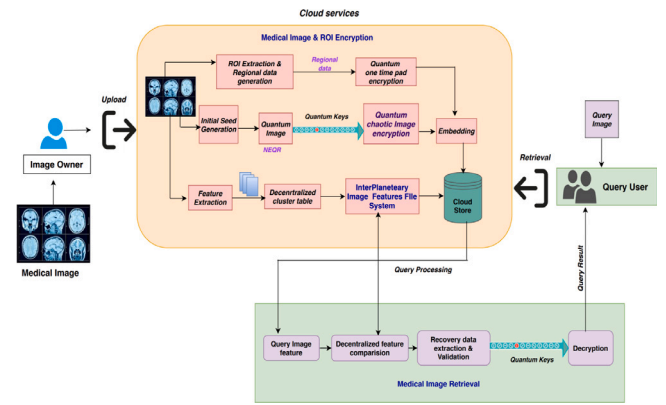 Cloud services
Medical Image & ROI Encryption
ROI Extraction &
Regional data
generation
Regional
data
Quantum
one time pad
encryption
Upload
Initial Seed
Generation
Quantum
Image
NEQR
Quantum Keys
Quantum
chaotic Image
encryption
Embedding
Query
Image
Image Owner
Retrieval
Query User
Feature
Extraction
Decentralized
cluster table
InterPlaneteary
Image Features File
System
Cloud
Store
Medical Image
Query Processing
Query Result
Query Image
feature
Decentralized feature
comparision
Recovery data
extraction &
Validation
Quantum Keys
Decryption
Medical Image Retrieval